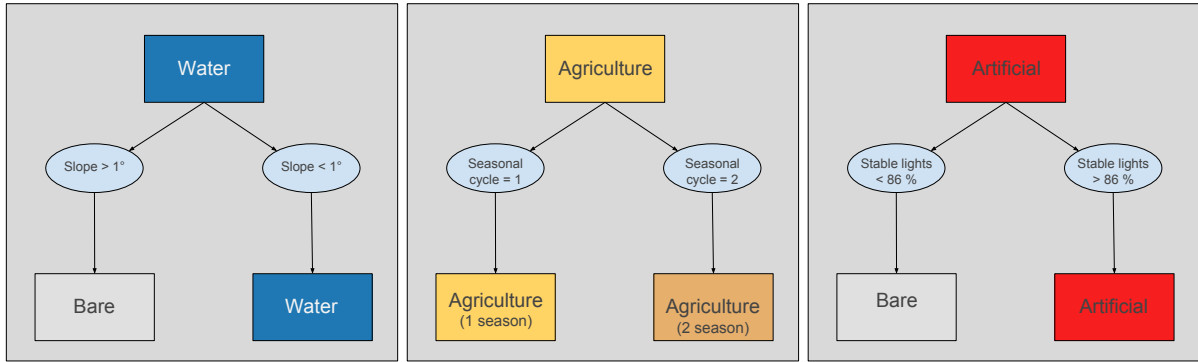 Water
Slope > 1°
Slope < 1°
Bare
Water
Agriculture
Seasonal
cycle = 1
Seasonal
cycle = 2
Agriculture
(1 season)
Agriculture
(2 season)
Artificial
Stable lights
< 86 %
Stable lights
> 86 %
Bare
Artificial